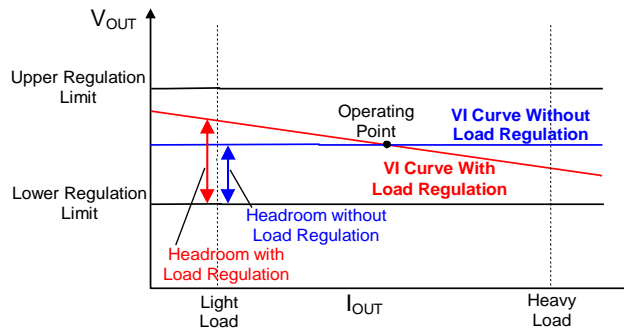 VOUT
Upper Regulation
Limit
Operating
Point
VI Curve Without
Load Regulation
VI Curve With
Load Regulation
Lower Regulation
Limit
Headroom without
Load Regulation
Headroom with
Load Regulation
Light
Load
IOUT
Heavy
Load